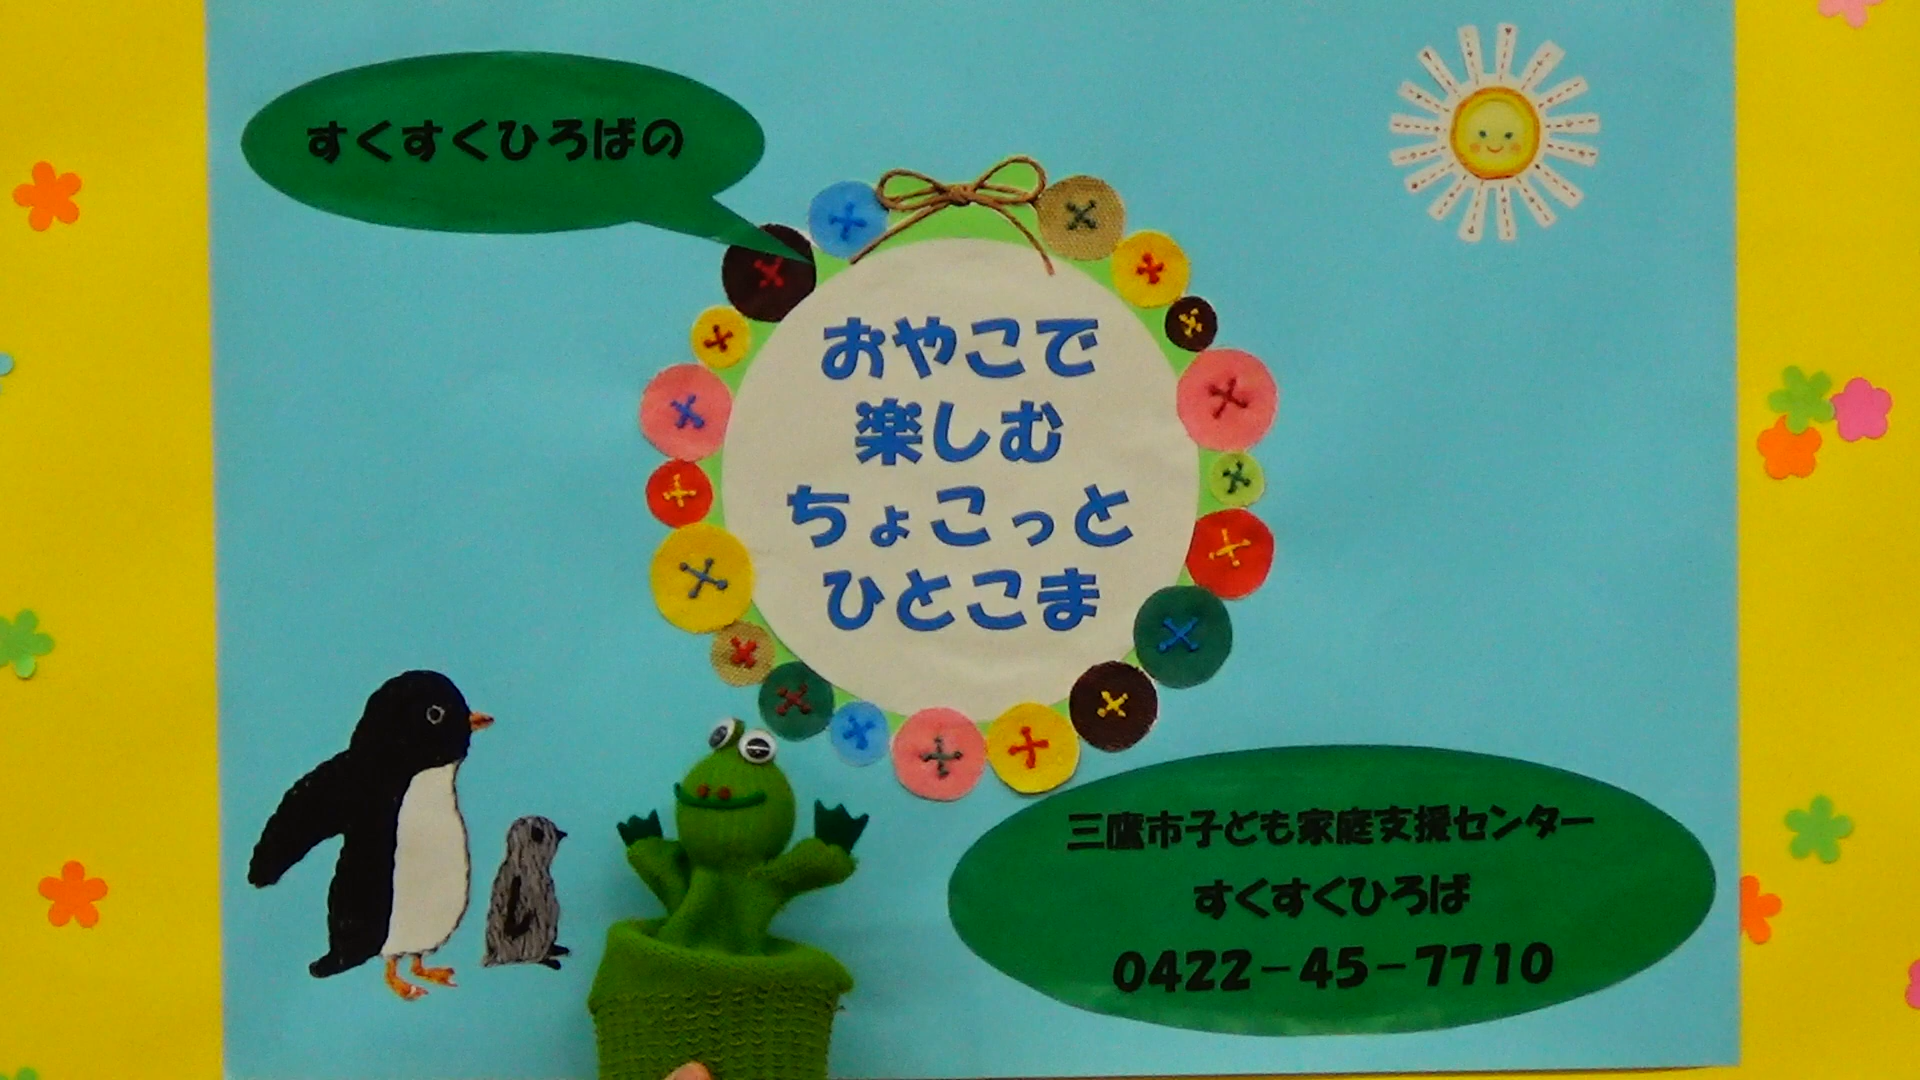 すくすくひろばの
おやこで
楽しむ
ちょこっと
ひとこま
三鷹市子ども家庭支援センター
すくすくひろば
0422－45－7710